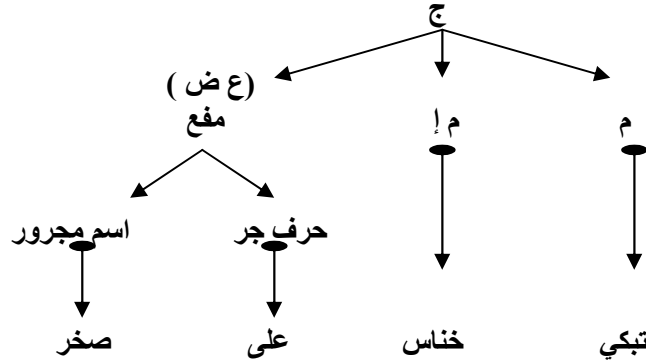 ج
م
م إ
(ع ض )
مفع
حرف جر
اسم مجرور
تبكي
خناس
على
صخر